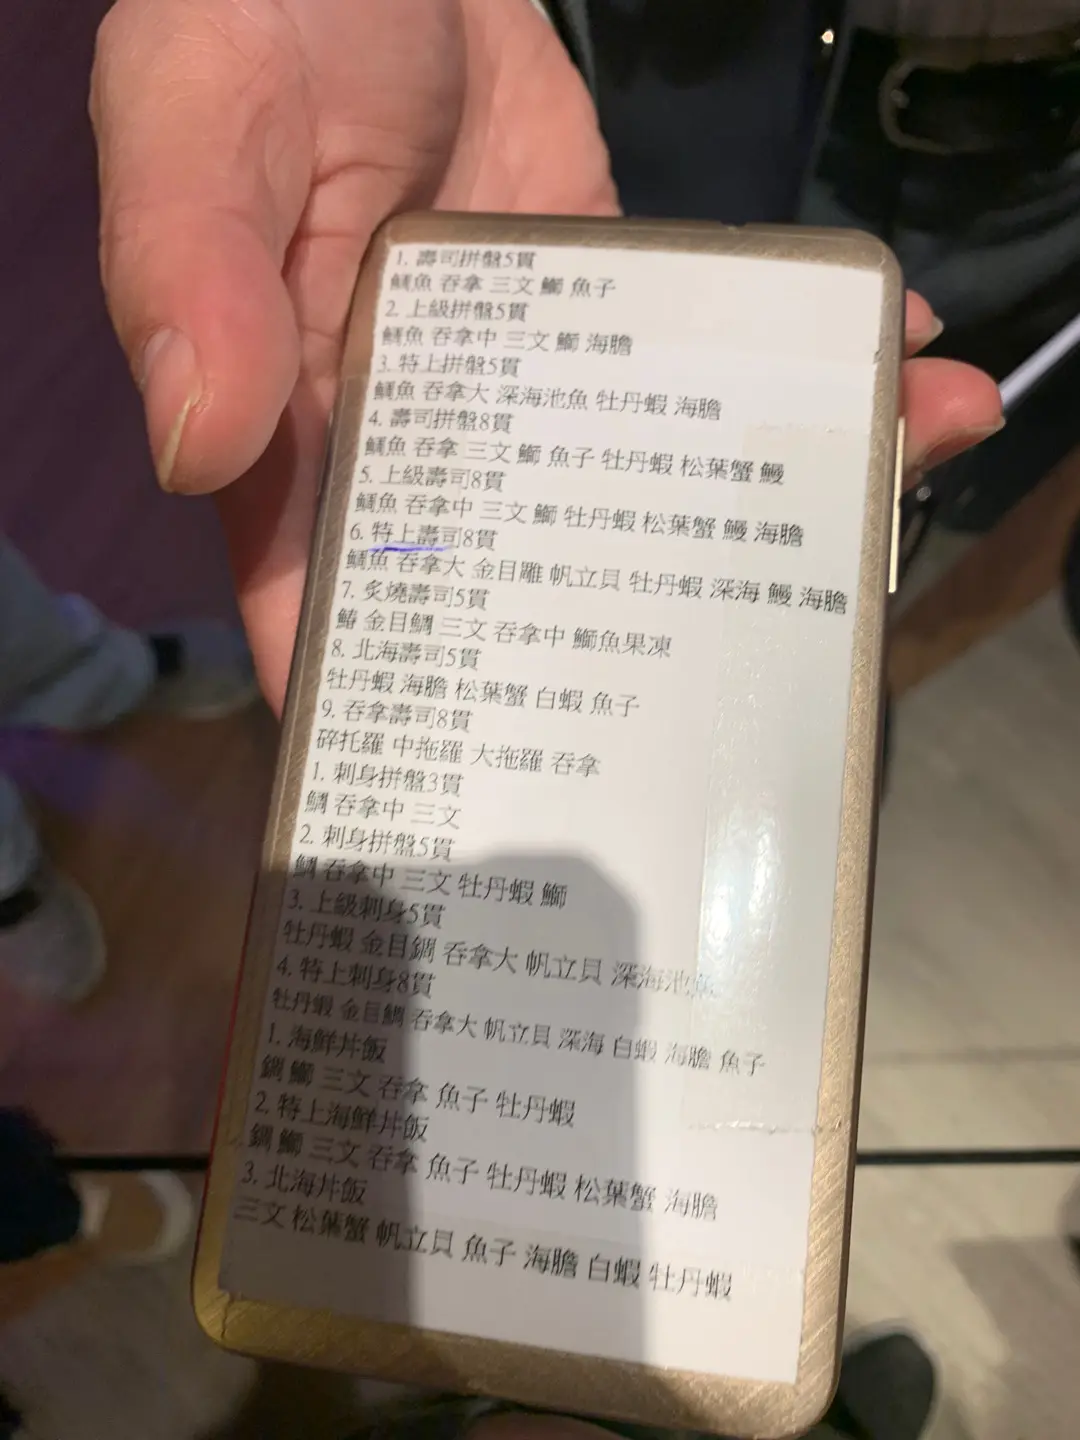 1. 壽司拼盤5貫
鯛魚 吞拿 三文 鰤 魚子
2. 上級拼盤5貫
鯛魚 吞拿中 三文 鰤 海膽
3. 特上拼盤5貫
鯛魚 吞拿大 深海池魚 牡丹蝦 海膽
4. 壽司拼盤8貫
鯛魚 吞拿 三文 鰤 魚子 牡丹蝦 松葉蟹 鰻
5. 上級壽司8貫
鯛魚 吞拿中 三文 鰤 牡丹蝦 松葉蟹 鰻 海膽
6. 特上壽司8貫
鯛魚 吞拿大 金目雕 帆立貝 牡丹蝦 深海 鰻 海膽
7. 炙燒壽司5貫
鰆 金目鯛 三文 吞拿中 鰤魚果凍
8. 北海壽司5貫
牡丹蝦 海膽 松葉蟹 白蝦 魚子
9. 吞拿壽司8貫
碎托羅 中拖羅 大拖羅 吞拿
1. 刺身拼盤3貫
鯛 吞拿中 三文
2. 刺身拼盤5貫
鯛 吞拿中 三文 牡丹蝦 鰤
3. 上級刺身5貫
牡丹蝦 金目鯛 吞拿大 帆立貝 深海池魚
4. 特上刺身8貫
牡丹蝦 金目鯛 吞拿大 帆立貝 深海 白蝦 海膽 魚子
1. 海鮮丼飯
鯛 鰤 三文 吞拿 魚子 牡丹蝦
2. 特上海鮮丼飯
鯛 鰤 三文 吞拿 魚子 牡丹蝦 松葉蟹 海膽
3. 北海丼飯
三文 松葉蟹 帆立貝 魚子 海膽 白蝦 牡丹蝦